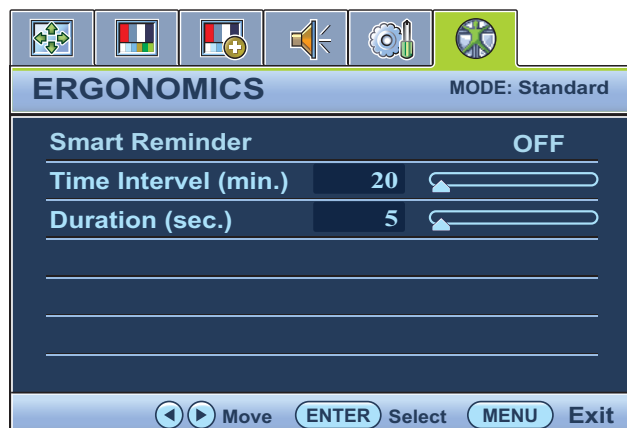 ERGONOMICS MODE: Standard
Smart Reminder OFF
Time Intervel (min.) 20
Duration (sec.) 5
Move ENTER Select MENU Exit